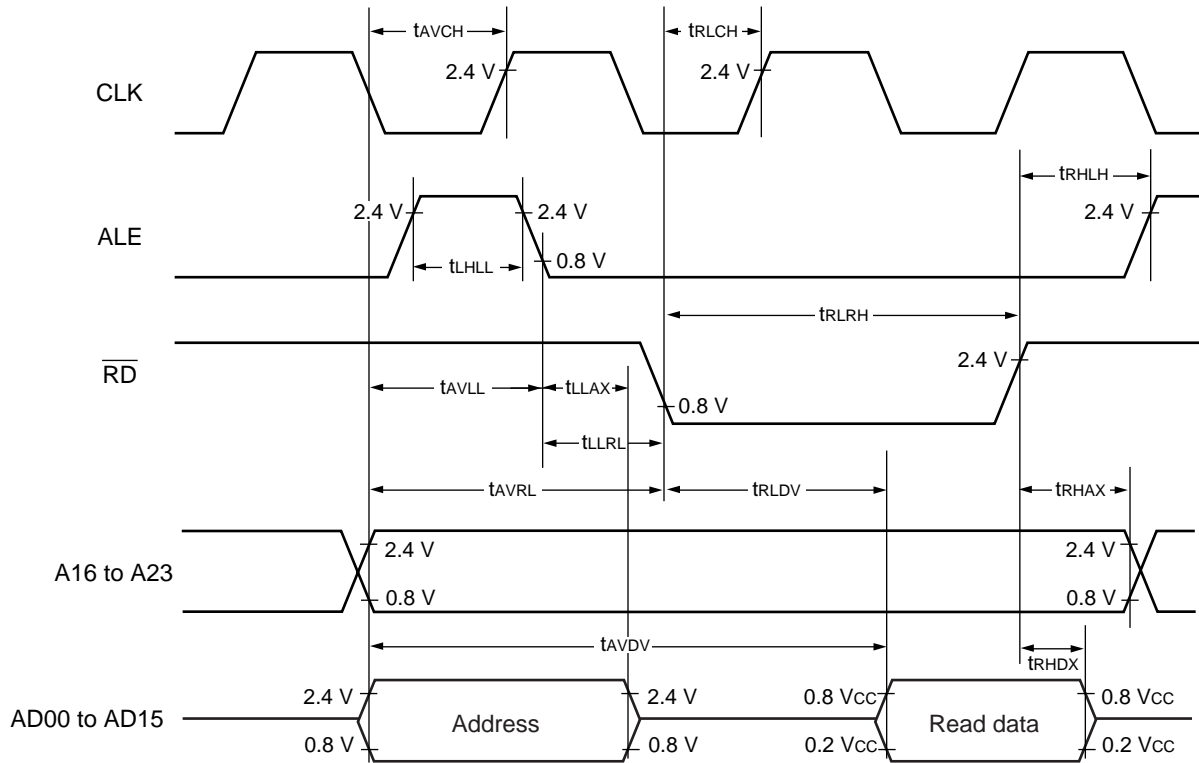 tAVCH
tRLCH
CLK
2.4 V
2.4 V
tRHLH
ALE
2.4 V
2.4 V
2.4 V
0.8 V
tLHLL
tRLRH
RD
2.4 V
tAVLL
tLLAX
0.8 V
tLLRL
tAVRL
tRLDV
tRHAX
A16 to A23
2.4 V
2.4 V
0.8 V
0.8 V
tAVDV
tRHDX
AD00 to AD15
2.4 V
Address
2.4 V
0.8 VCC
Read data
0.8 VCC
0.8 V
0.8 V
0.2 VCC
0.2 VCC